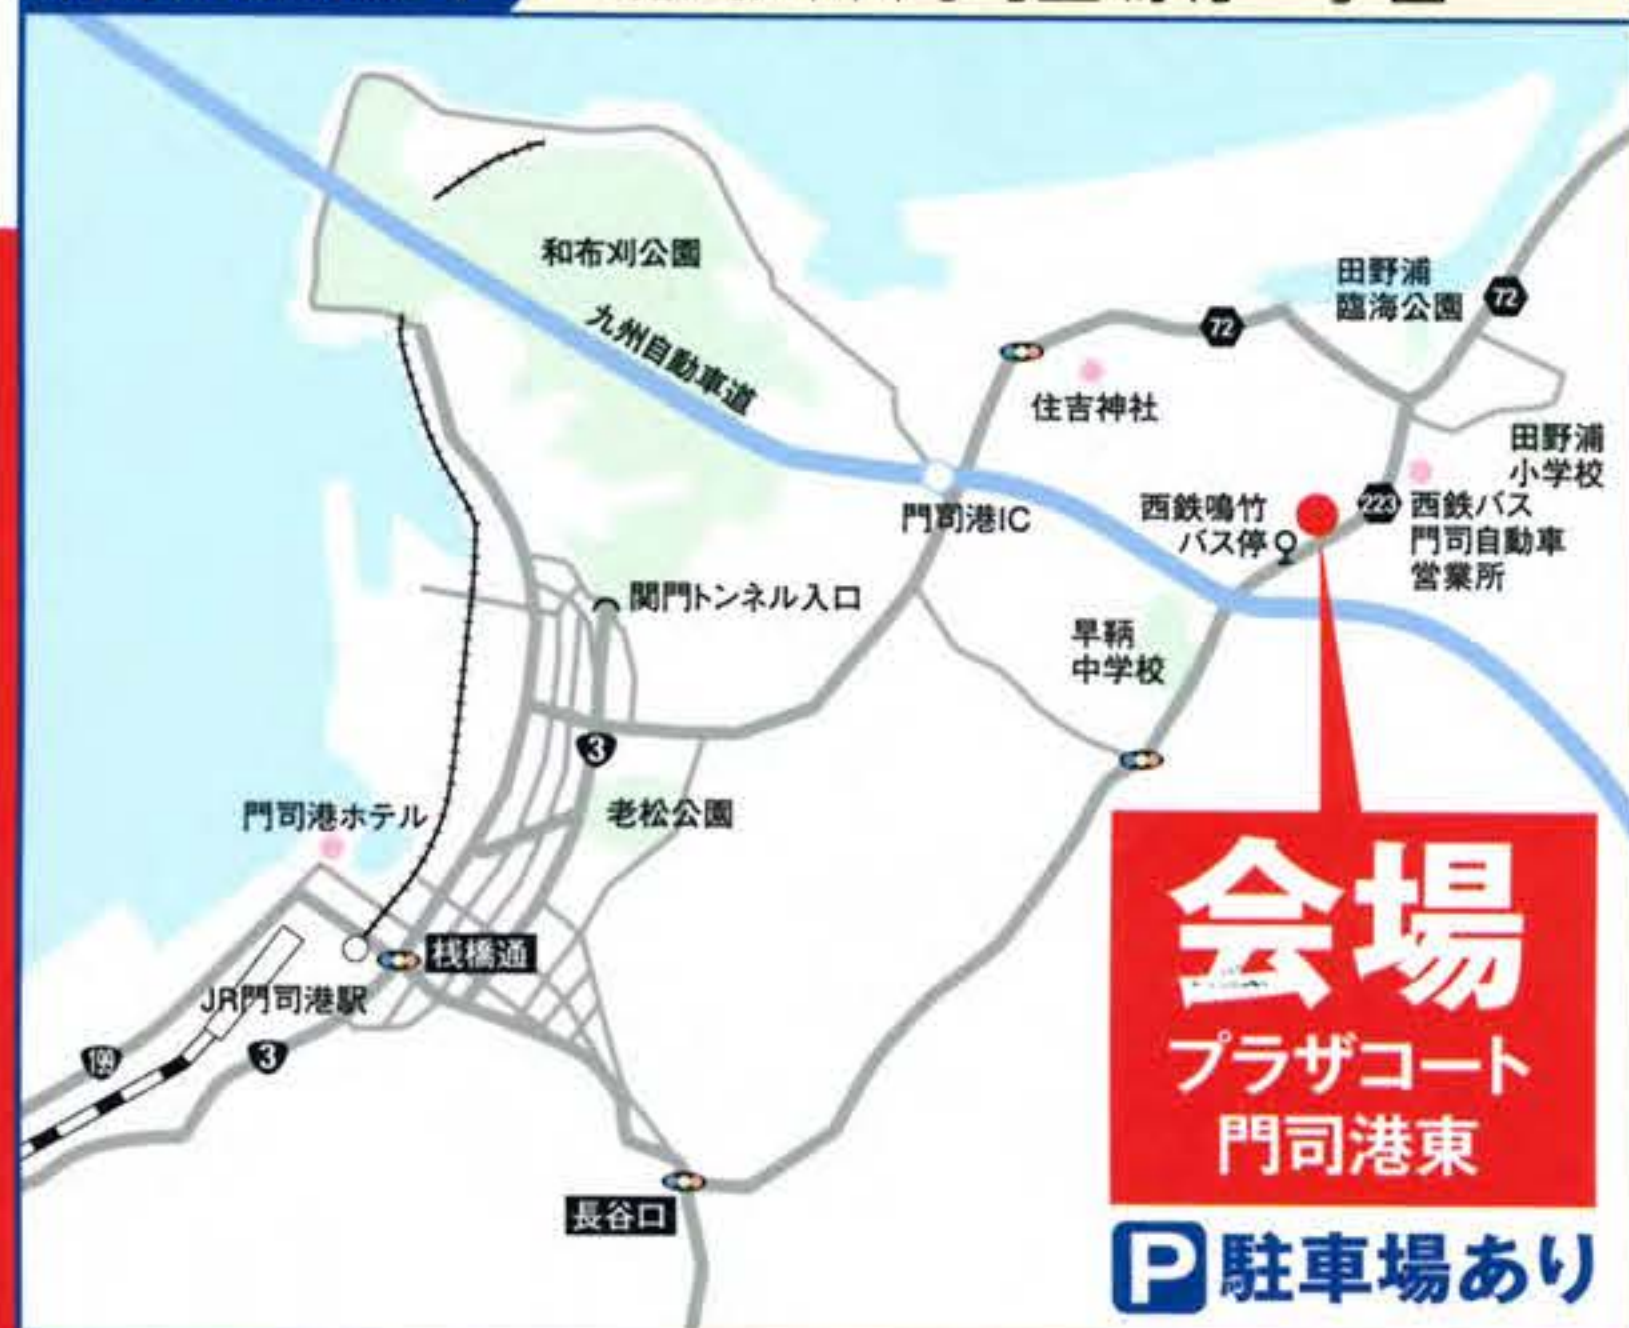 和布刈公園
九州自動車道
田野浦
臨海公園
72
72
住吉神社
田野浦
小学校
門司港IC
西鉄鳴竹
バス停
223
西鉄バス
門司自動車
営業所
関門トンネル入口
早鞆
中学校
3
門司港ホテル
老松公園
桟橋通
JR門司港駅
199
3
長谷口
会場
プラザコート
門司港東
P駐車場あり